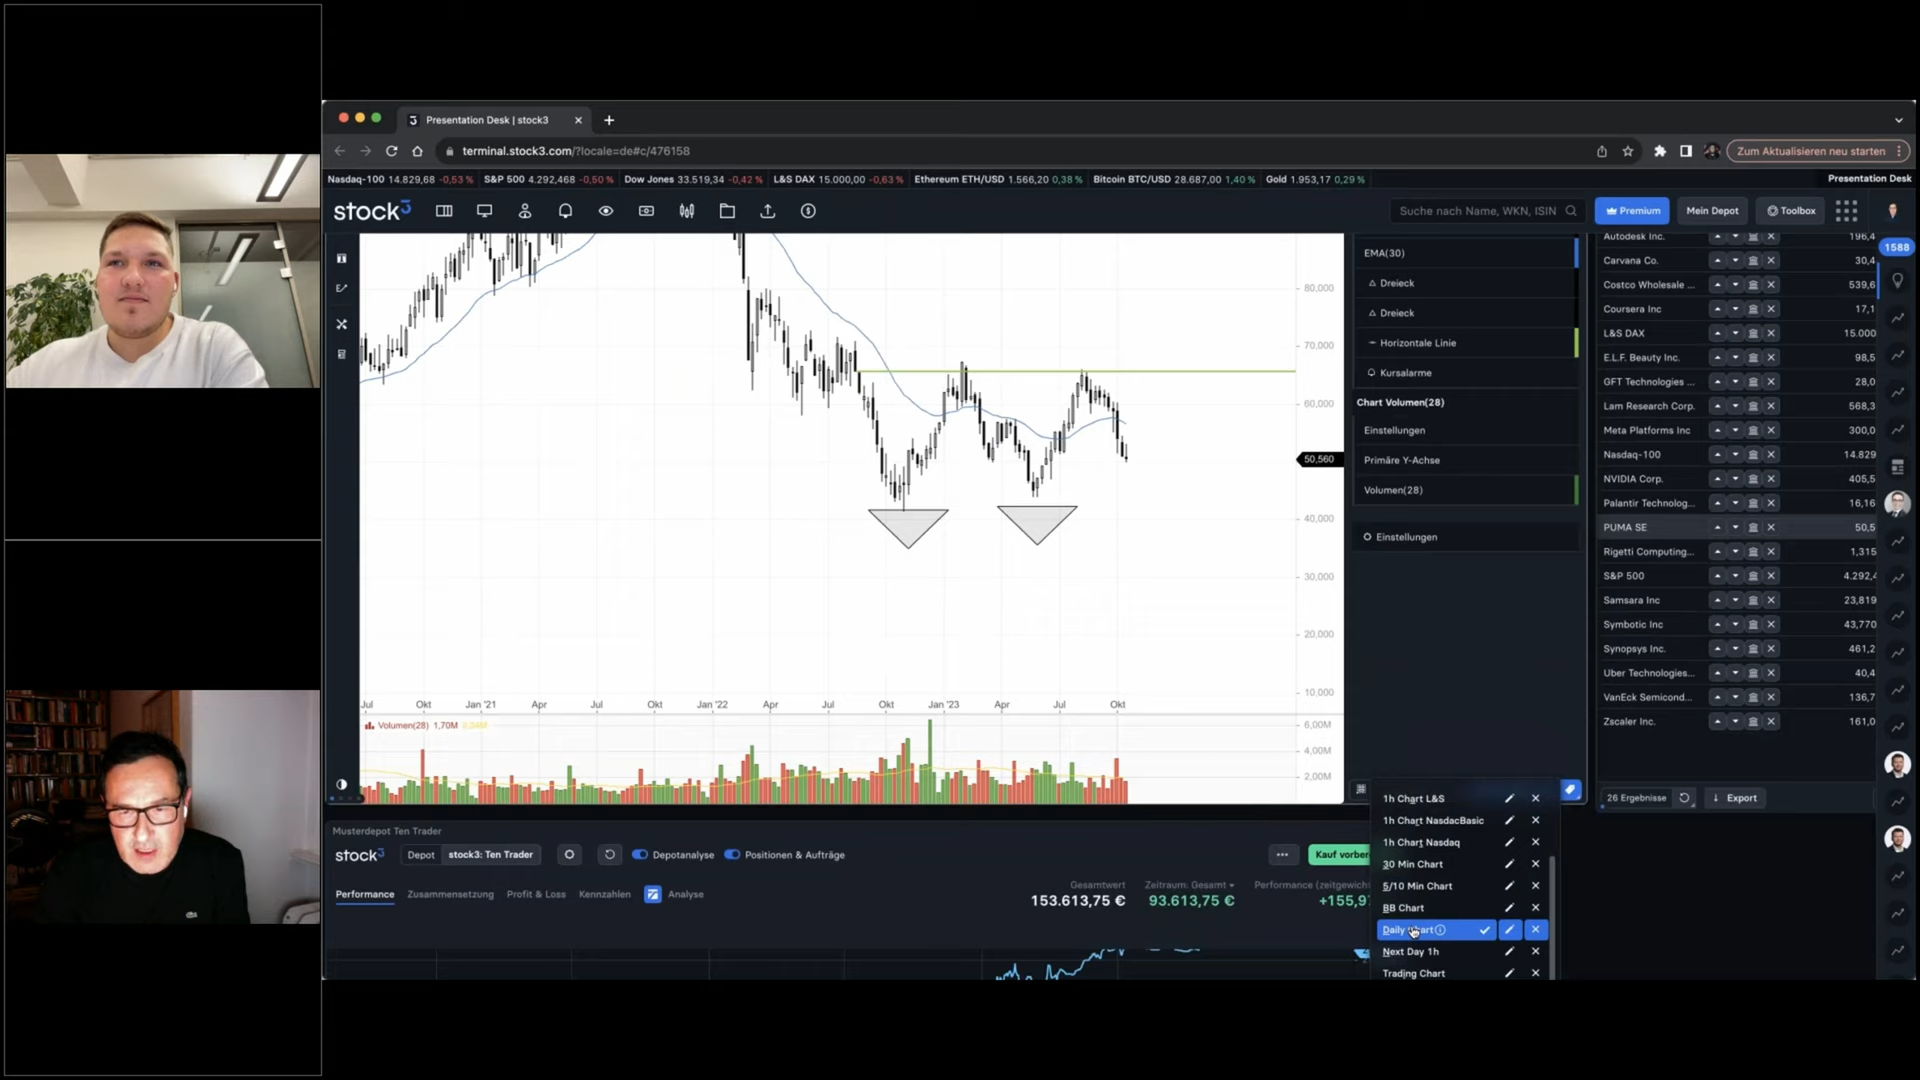 Presentation Desk | stock3
terminal.stock3.com/?locale=de#c/476158
Zum Aktualisieren neu starten
Nasdaq-100 14.829,68 -0,53 % S&P 500 4.292,468 -0,50 % Dow Jones 33.519,34 -0,42 % L&S DAX 15.000,00 -0,63 % Ethereum ETH/USD 1.566,20 0,38 % Bitcoin BTC/USD 28.687,00 1,40 % Gold 1.953,17 0,29 %
Presentation Desk
stock3
Suche nach Name, WKN, ISIN
Premium
Mein Depot
Toolbox
1588
80,000
70,000
60,000
50,560
40,000
30,000
20,000
10,000
Jul Okt Jan '21 Apr Jul Okt Jan '22 Apr Jul Okt Jan '23 Apr Jul Okt
Volumen(28) 1,70M
6,00M
4,00M
2,00M
EMA(30)
Dreieck
Dreieck
Horizontale Linie
Kursalarme
Chart Volumen(28)
Einstellungen
Primäre Y-Achse
Volumen(28)
Einstellungen
Autodesk Inc. 196,4
Carvana Co. 30,4
Costco Wholesale ... 539,6
Coursera Inc 17,1
L&S DAX 15.000
E.L.F. Beauty Inc. 98,5
GFT Technologies ... 28,0
Lam Research Corp. 568,3
Meta Platforms Inc 300,0
Nasdaq-100 14.829
NVIDIA Corp. 405,5
Palantir Technolog... 16,16
PUMA SE 50,5
Rigetti Computing... 1,315
S&P 500 4.292,4
Samsara Inc 23,819
Symbotic Inc 43,770
Synopsys Inc. 461,2
Uber Technologies... 40,4
VanEck Semicond... 136,7
Zscaler Inc. 161,0
26 Ergebnisse
Export
1h Chart L&S
1h Chart NasdacBasic
1h Chart Nasdaq
30 Min Chart
5/10 Min Chart
BB Chart
Daily
Next Day 1h
Trading Chart
Musterdepot Ten Trader
stock3 Depot stock3: Ten Trader Depotanalyse Positionen & Aufträge
Kauf vorber
Performance Zusammensetzung Profit & Loss Kennzahlen Analyse
Gesamtwert
153.613,75 €
Zeitraum: Gesamt
93.613,75 €
Performance (zeitgewich
+155,97